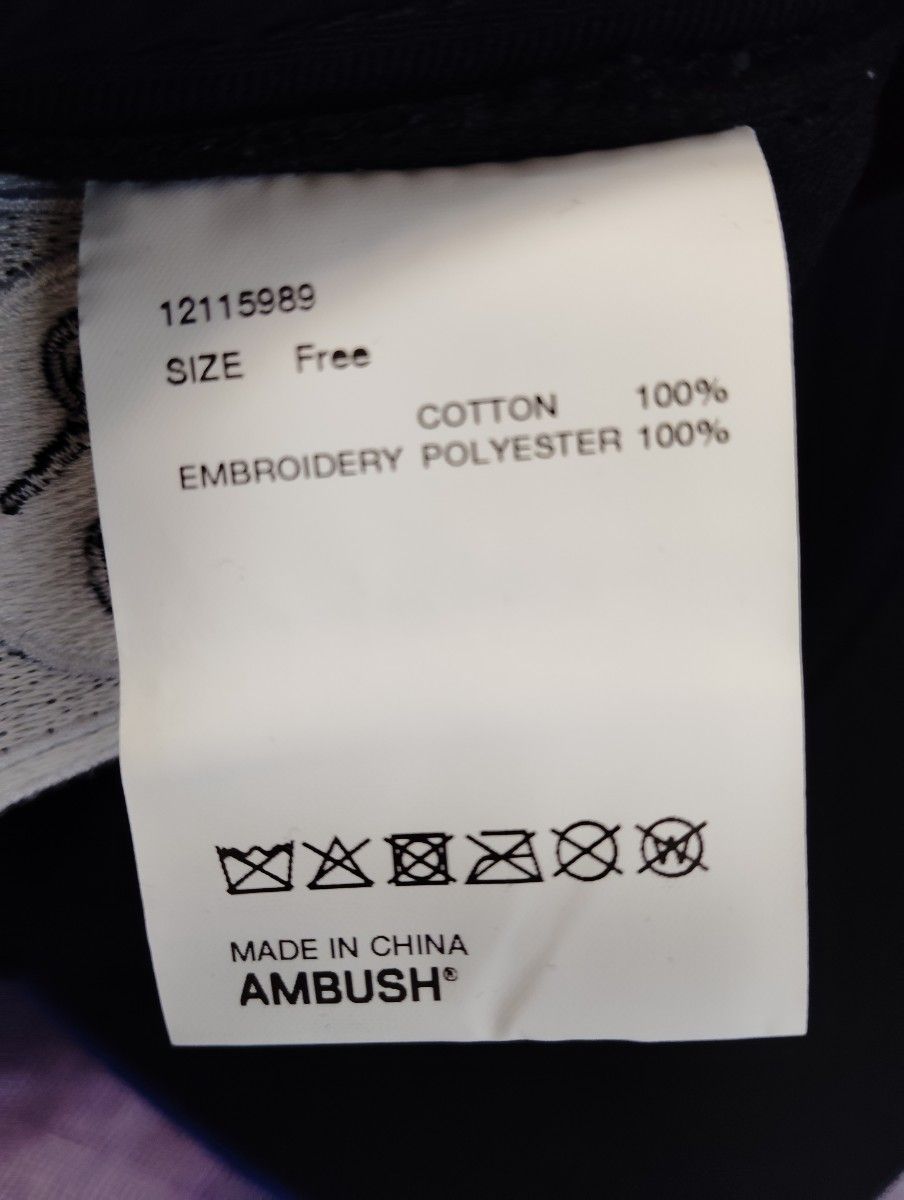 12115989
SIZE Free
COTTON 100%
EMBROIDERY POLYESTER 100%
W
MADE IN CHINA
AMBUSH®